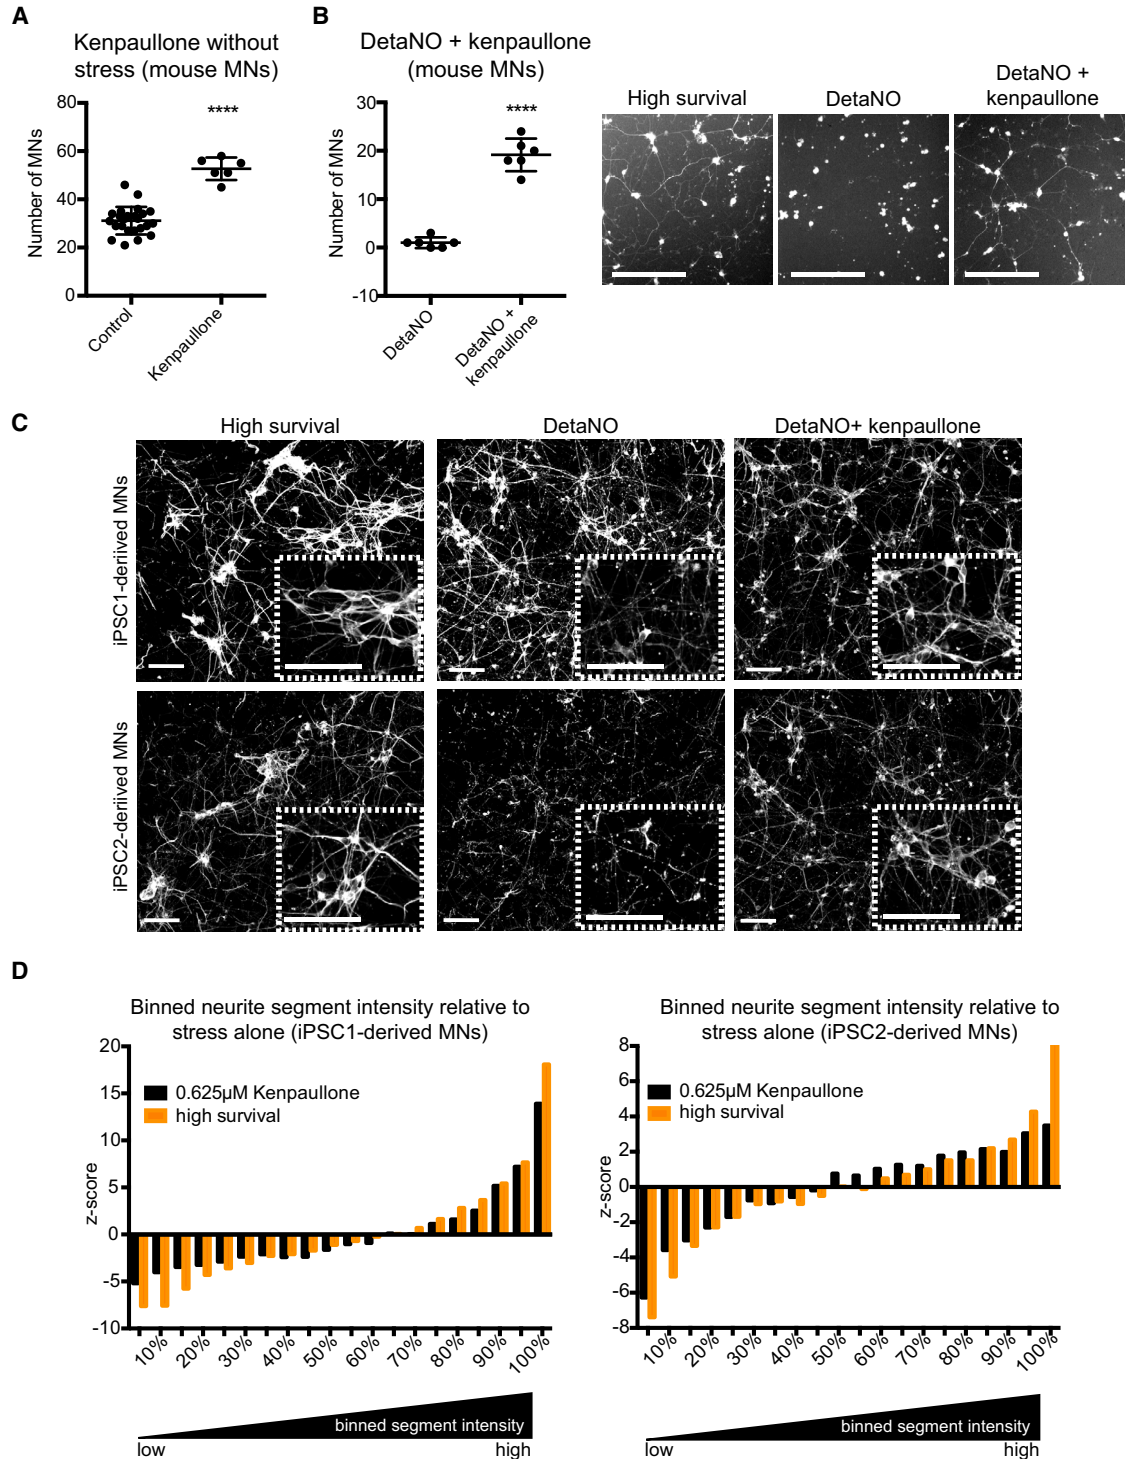 A
Kenpaullone without
stress (mouse MNs)
80
60
40
20
0
Number of MNs
****
Control
Kenpaullone
B
DetaNO + kenpaullone
(mouse MNs)
30
20
10
0
-10
Number of MNs
****
DetaNO
DetaNO +
kenpaullone
High survival
DetaNO
DetaNO +
kenpaullone
C
High survival
DetaNO
DetaNO+ kenpaullone
iPSC1-deriived MNs
iPSC2-deriived MNs
D
Binned neurite segment intensity relative to
stress alone (iPSC1-derived MNs)
20
15
10
5
0
-5
-10
z-score
0.625µM Kenpaullone
high survival
10%
20%
30%
40%
50%
60%
70%
80%
90%
100%
binned segment intensity
low
high
Binned neurite segment intensity relative to
stress alone (iPSC2-derived MNs)
8
6
4
2
0
-2
-4
-6
-8
z-score
0.625µM Kenpaullone
high survival
10%
20%
30%
40%
50%
60%
70%
80%
90%
100%
binned segment intensity
low
high